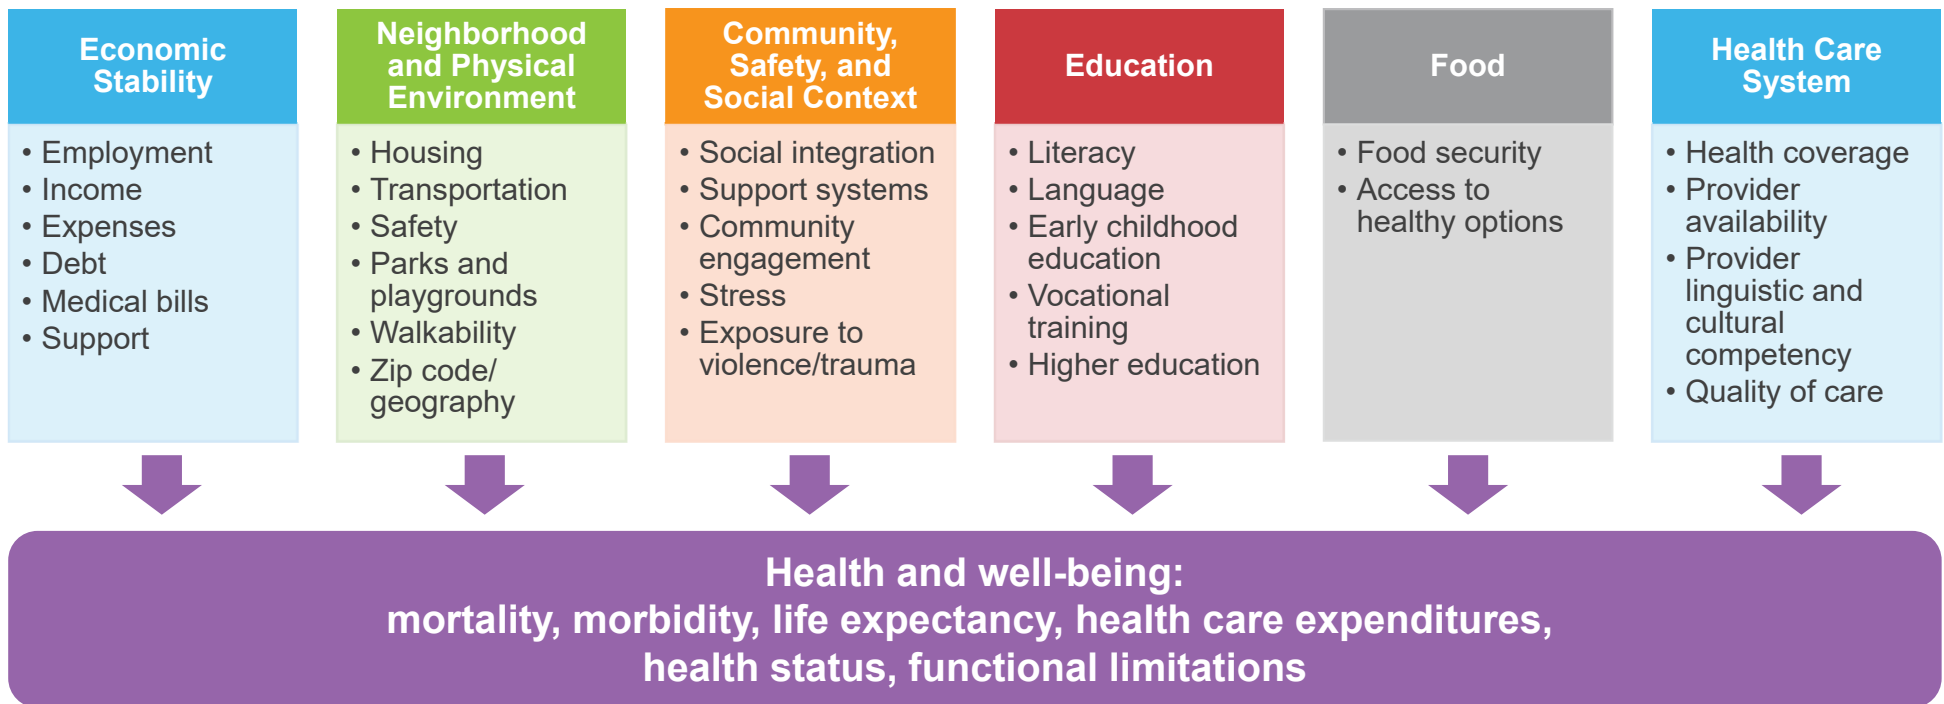 Economic
Stability
• Employment
• Income
• Expenses
• Debt
• Medical bills
• Support
Neighborhood
and Physical
Environment
• Housing
• Transportation
• Safety
• Parks and
playgrounds
• Walkability
• Zip code/
geography
Community,
Safety, and
Social Context
• Social integration
• Support systems
• Community
engagement
• Stress
• Exposure to
violence/trauma
Education
• Literacy
• Language
• Early childhood
education
• Vocational
training
• Higher education
Food
• Food security
• Access to
healthy options
Health Care
System
• Health coverage
• Provider
availability
• Provider
linguistic and
cultural
competency
• Quality of care
Health and well-being:
mortality, morbidity, life expectancy, health care expenditures,
health status, functional limitations